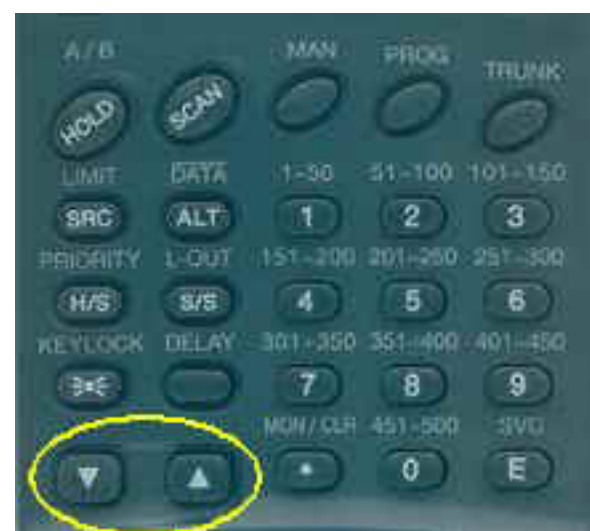 A/B MAN PROG TRUNK
HOLD SCAN
LIMIT DATA 1-50 51-100 101-150
SRC ALT 1 2 3
PRIORITY L-OUT 151-200 201-250 251-300
H/S S/S 4 5 6
KEYLOCK DELAY 301-350 351-400 401-450
7 8 9
MON/CLR 451-500 SVC
▼ ▲ • 0 E